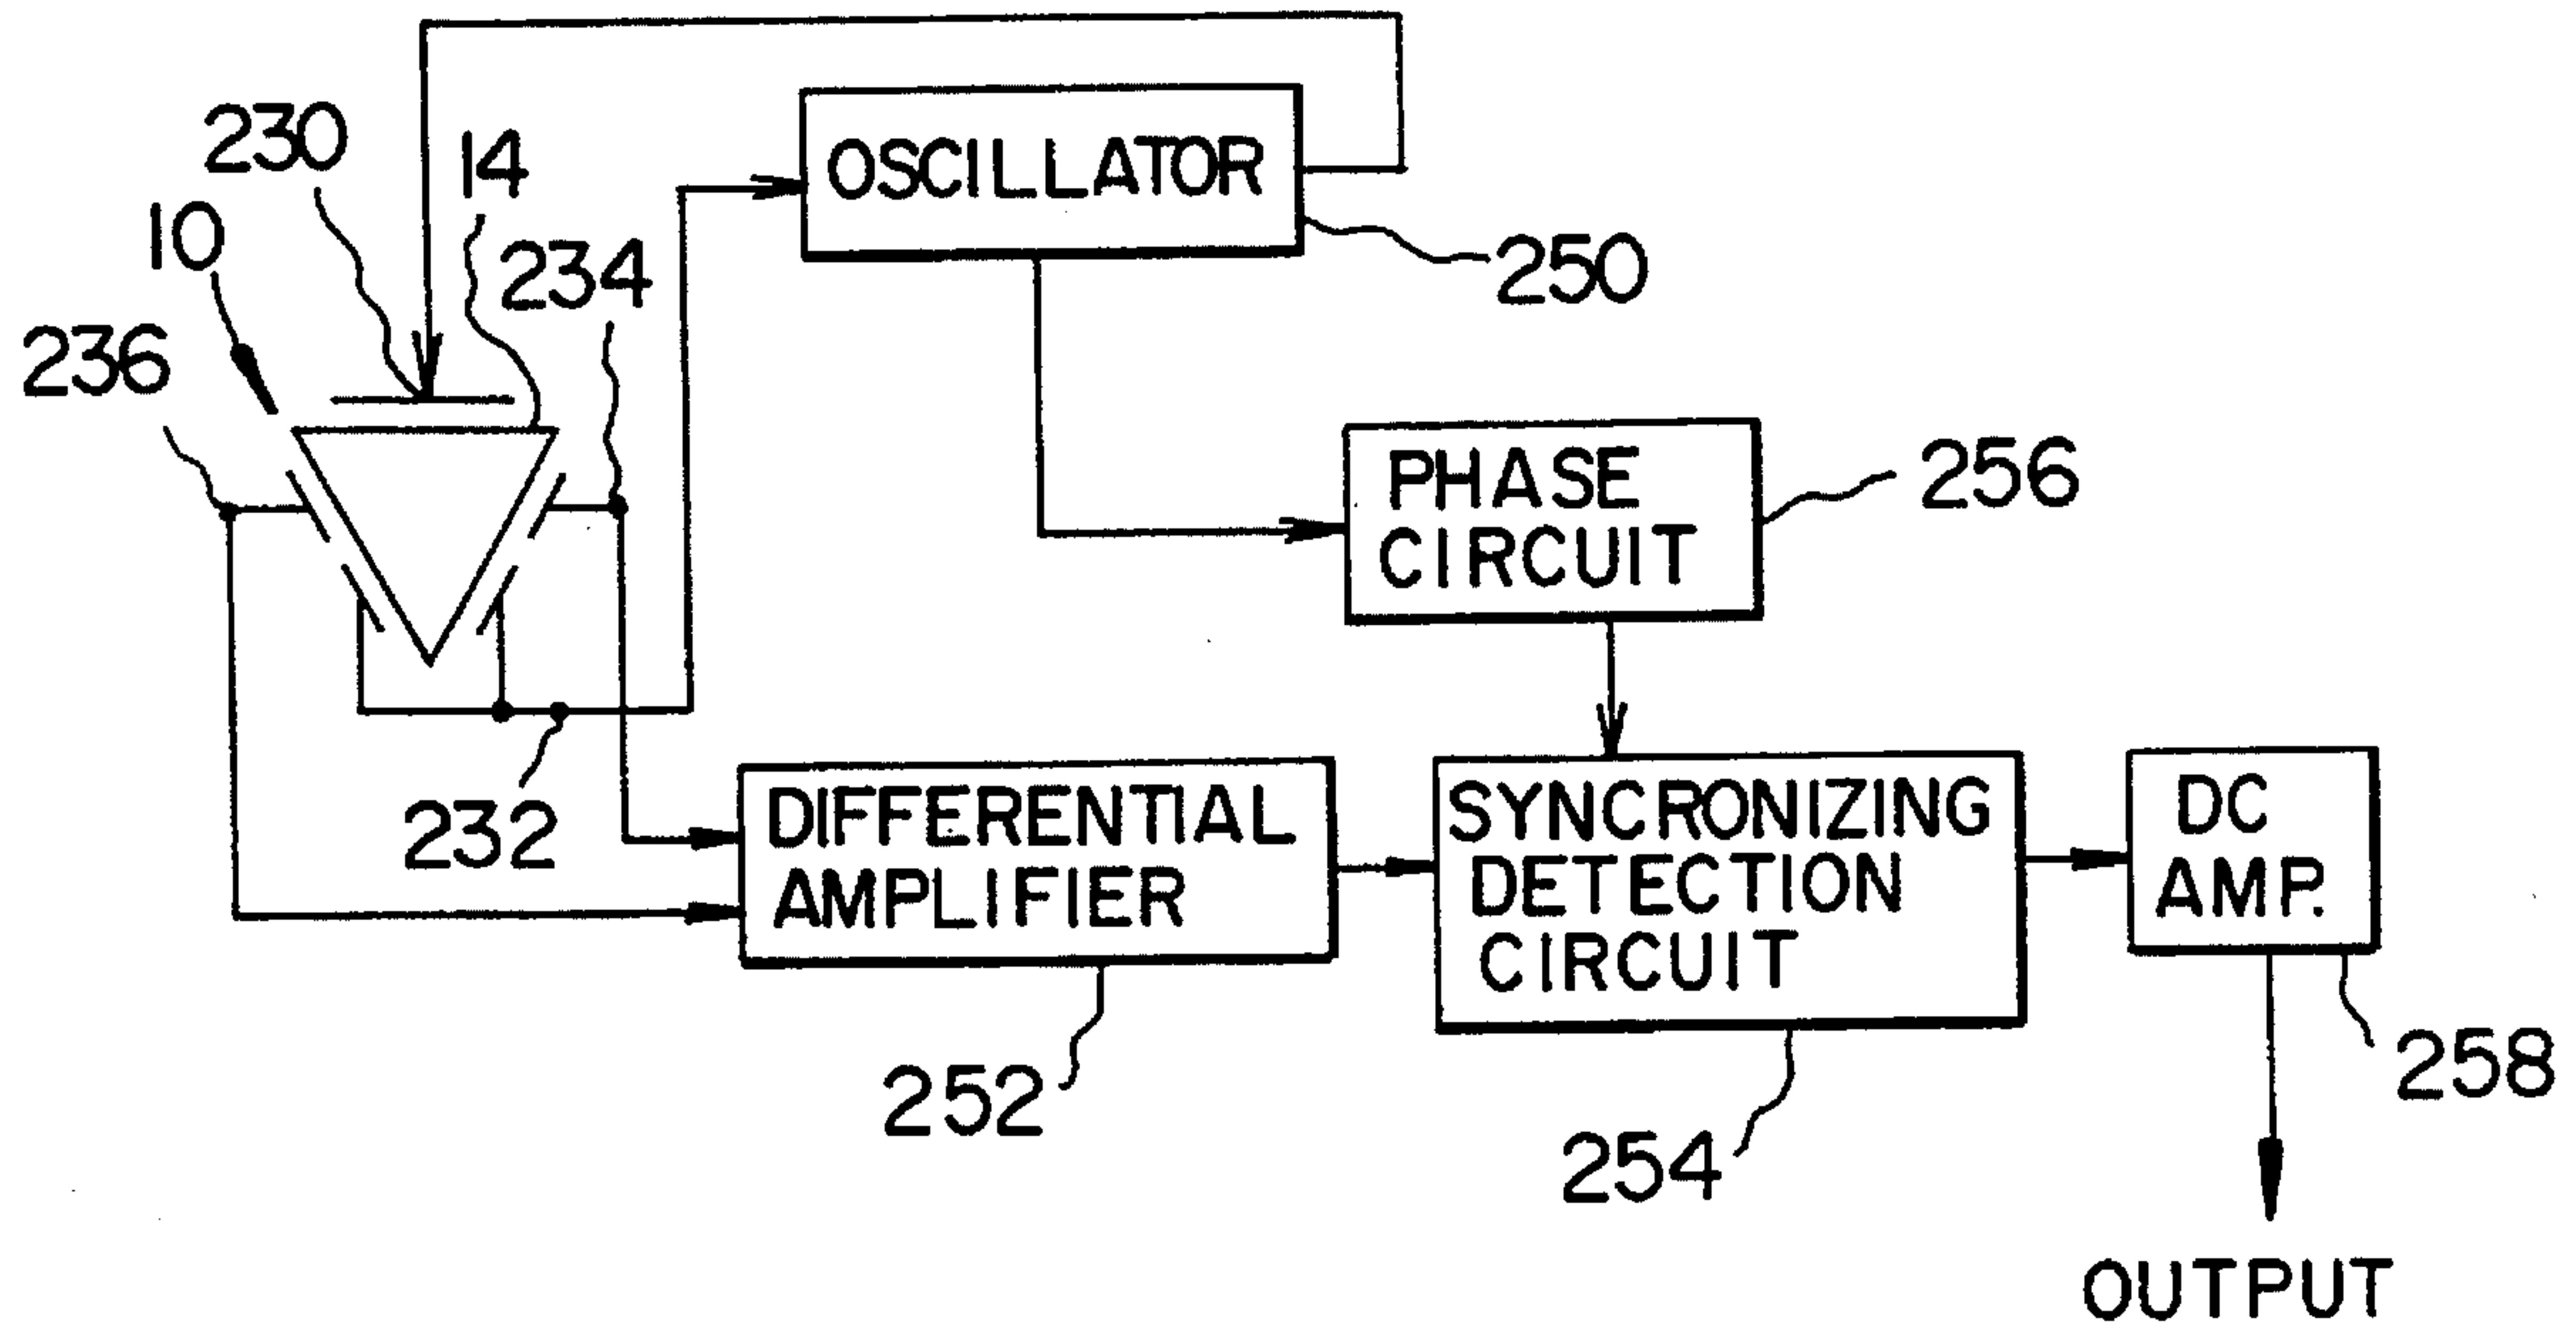 230
14
OSCILLATOR
10
234
250
236
PHASE
CIRCUIT
256
232
DIFFERENTIAL
AMPLIFIER
SYNCRONIZING
DETECTION
CIRCUIT
DC
AMP.
252
254
258
OUTPUT